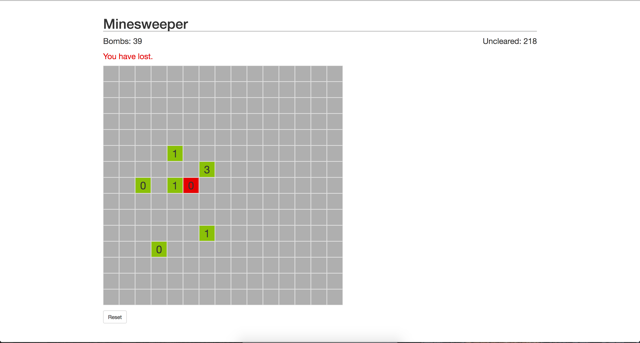 Minesweeper
Bombs: 39 Uncleared: 218
You have lost.
1
3
0 1 0
1
0
Reset